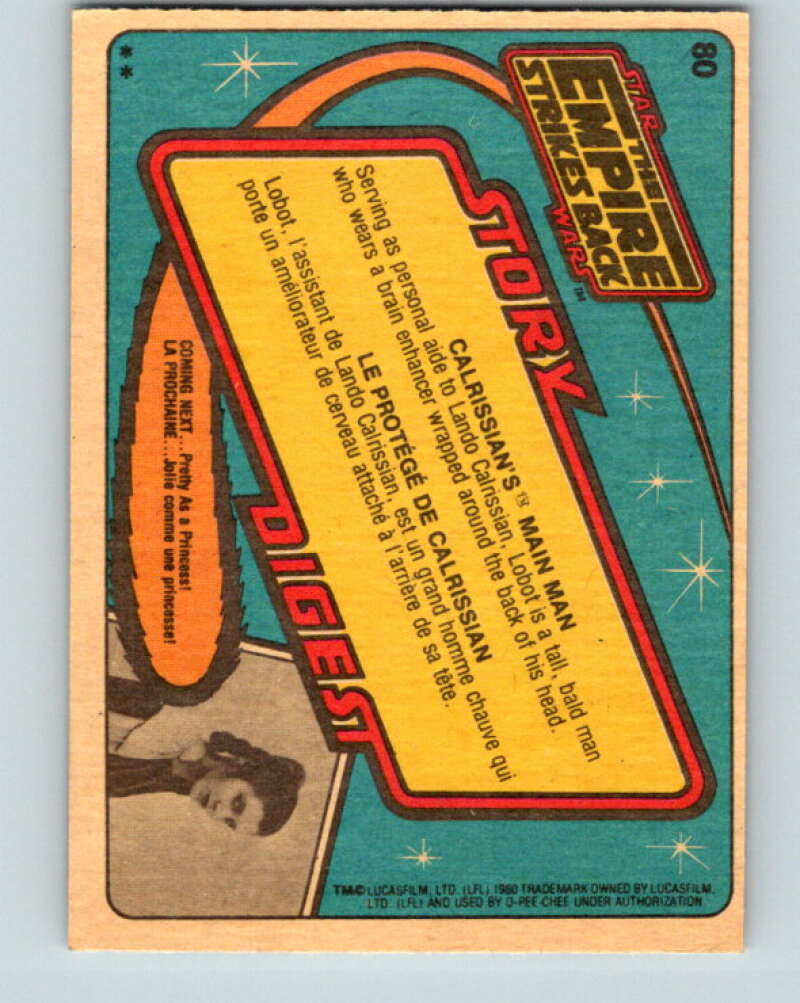 80
STAR
THE
EMPIRE
STRIKES BACK
WARS™
STORY
CALRISSIAN'S MAIN MAN
Serving as personal aide to Lando Calrissian, Lobot is a tall, bald man
who wears a brain enhancer wrapped around the back of his head.
LE PROTÉGÉ DE CALRISSIAN
Lobot, l'assistant de Lando Calrissian, est un grand homme chauve qui
porte un améliorateur de cerveau attaché à l'arrière de sa tête.
DIGEST
COMING NEXT...Pretty As a Princess!
LA PROCHAINE...Jolie comme une princesse!
**
TM©LUCASFILM, LTD. (LFL) 1980 TRADEMARK OWNED BY LUCASFILM,
LTD. (LFL) AND USED BY O-PEE-CHEE UNDER AUTHORIZATION